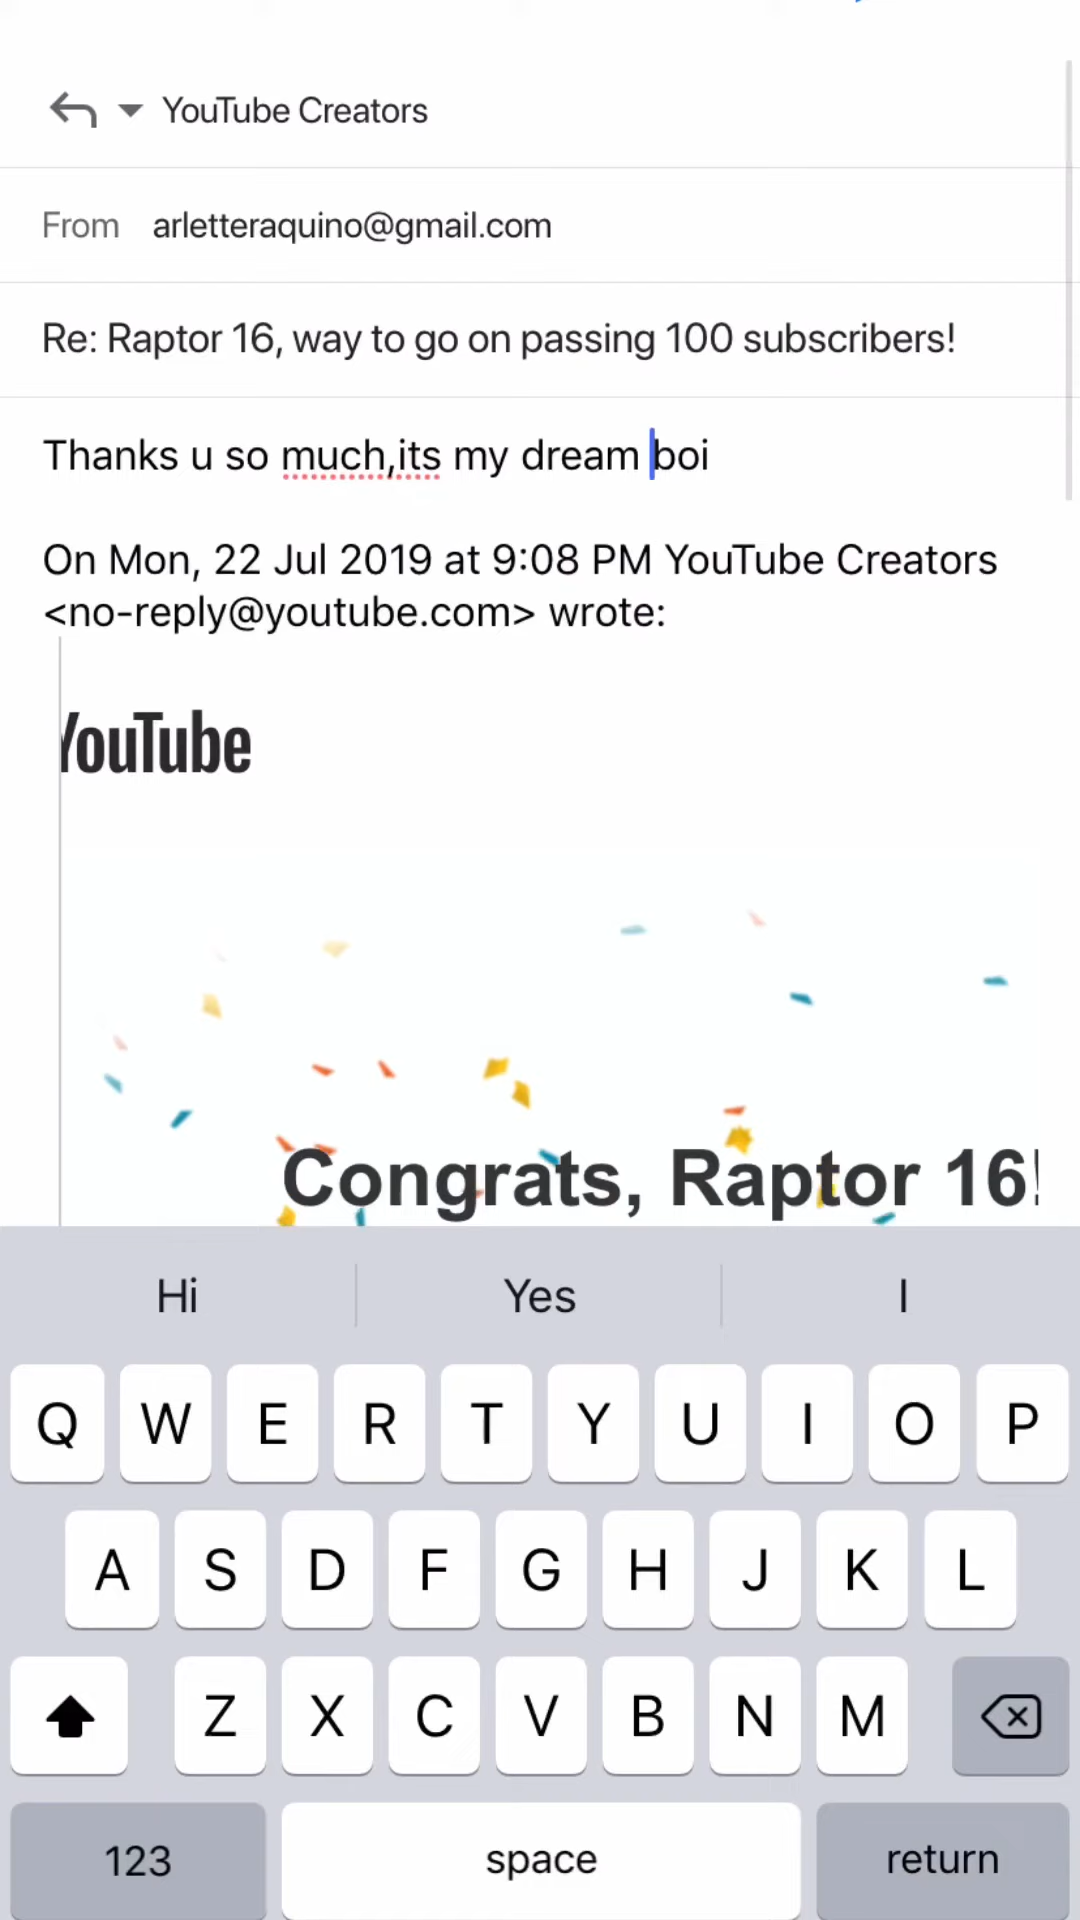 YouTube Creators
From arletteraquino@gmail.com
Re: Raptor 16, way to go on passing 100 subscribers!
Thanks u so much,its my dream boi
On Mon, 22 Jul 2019 at 9:08 PM YouTube Creators
<no-reply@youtube.com> wrote:
YouTube
Congrats, Raptor 16!
Hi Yes I
Q W E R T Y U I O P
A S D F G H J K L
Z X C V B N M
123 space return